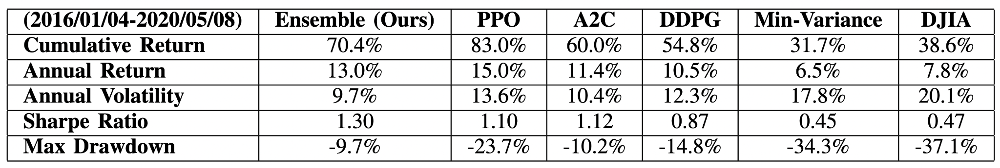 (2016/01/04-2020/05/08) Ensemble (Ours) PPO A2C DDPG Min-Variance DJIA
Cumulative Return 70.4% 83.0% 60.0% 54.8% 31.7% 38.6%
Annual Return 13.0% 15.0% 11.4% 10.5% 6.5% 7.8%
Annual Volatility 9.7% 13.6% 10.4% 12.3% 17.8% 20.1%
Sharpe Ratio 1.30 1.10 1.12 0.87 0.45 0.47
Max Drawdown -9.7% -23.7% -10.2% -14.8% -34.3% -37.1%